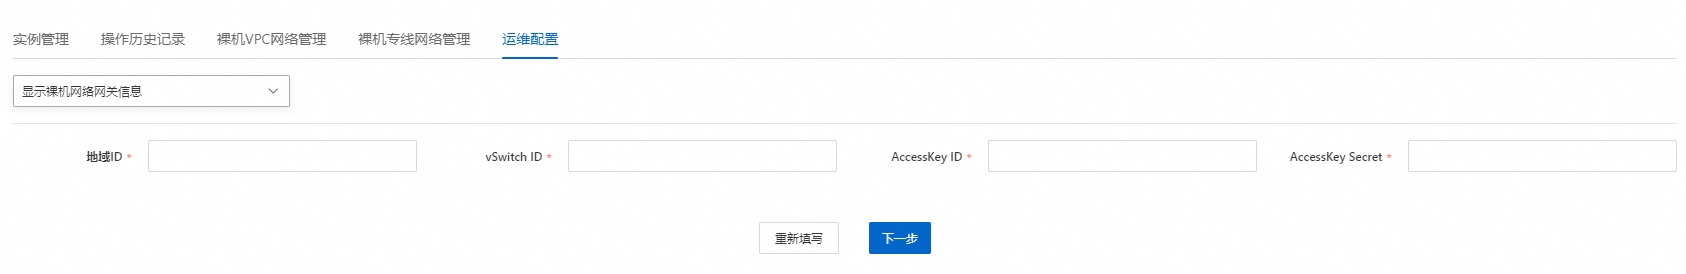 实例管理 操作历史记录 裸机VPC网络管理 裸机专线网络管理 运维配置
显示裸机网络网关信息
地域ID * vSwitch ID * AccessKey ID * AccessKey Secret *
重新填写 下一步